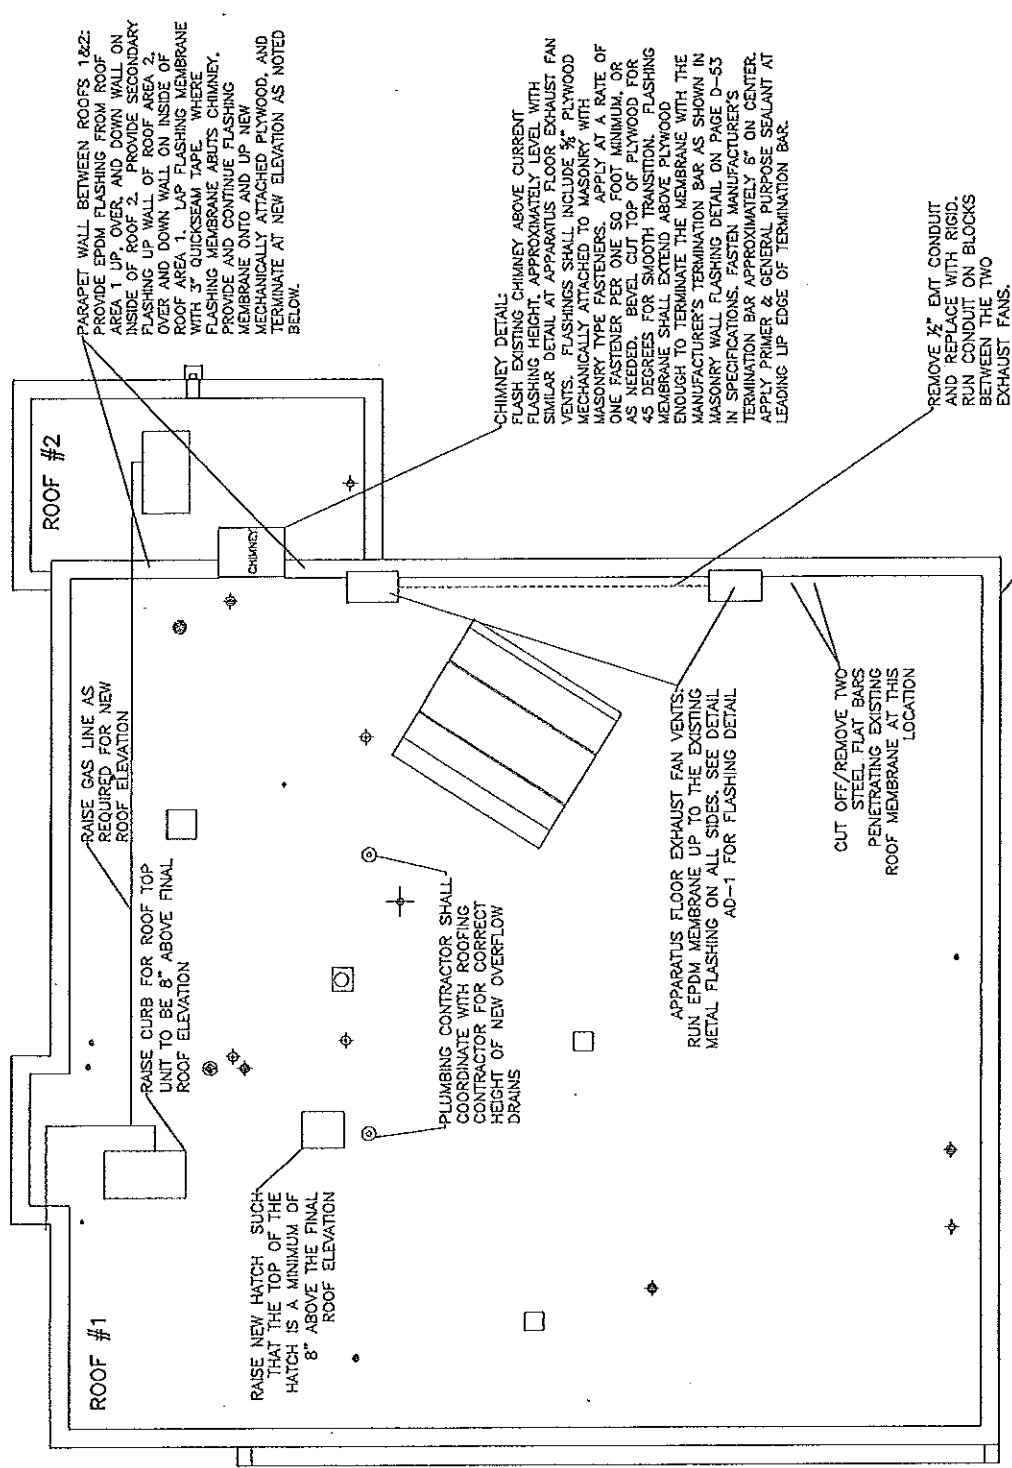 ROOF #1
RAISE GAS LINE AS
REQUIRED FOR NEW
ROOF ELEVATION
RAISE CURB FOR ROOF TOP
UNIT TO BE 8" ABOVE FINAL
ROOF ELEVATION
RAISE NEW HATCH SUCH
THAT THE TOP OF THE
HATCH IS A MINIMUM OF
8" ABOVE THE FINAL
ROOF ELEVATION
PLUMBING CONTRACTOR SHALL
COORDINATE WITH ROOFING
CONTRACTOR FOR CORRECT
HEIGHT OF NEW OVERFLOW
DRAINS
APPARATUS FLOOR EXHAUST FAN VENTS:
RUN EPDM MEMBRANE UP TO THE EXISTING
METAL FLASHING ON ALL SIDES. SEE DETAIL
AD-1 FOR FLASHING DETAIL
CUT OFF/REMOVE TWO
STEEL FLAT BARS
PENETRATING EXISTING
ROOF MEMBRANE AT THIS
LOCATION
ROOF #2
CHIMNEY
PARAPET WALL BETWEEN ROOFS 1&2:
PROVIDE EPDM FLASHING FROM ROOF
AREA 1 UP, OVER, AND DOWN WALL ON
INSIDE OF ROOF 2. PROVIDE SECONDARY
FLASHING UP WALL OF ROOF AREA 2,
OVER AND DOWN WALL ON INSIDE OF
ROOF AREA 1. LAP FLASHING MEMBRANE
WITH 3" QUICKSEAM TAPE. WHERE
FLASHING MEMBRANE ABUTS CHIMNEY,
PROVIDE AND CONTINUE FLASHING
MEMBRANE ONTO AND UP NEW
MECHANICALLY ATTACHED PLYWOOD, AND
TERMINATE AT NEW ELEVATION AS NOTED
BELOW.
CHIMNEY DETAIL:
FLASH EXISTING CHIMNEY ABOVE CURRENT
FLASHING HEIGHT, APPROXIMATELY LEVEL WITH
SIMILAR DETAIL AT APPARATUS FLOOR EXHAUST FAN
VENTS. FLASHINGS SHALL INCLUDE PLYWOOD
MECHANICALLY ATTACHED TO MASONRY WITH
MASONRY TYPE FASTENERS. APPLY AT A RATE OF
ONE FASTENER PER ONE SQ FOOT MINIMUM, OR
AS NEEDED. BEVEL CUT TOP OF PLYWOOD FOR
45 DEGREES FOR SMOOTH TRANSITION. FLASHING
MEMBRANE SHALL EXTEND ABOVE PLYWOOD
ENOUGH TO TERMINATE THE MEMBRANE WITH THE
MANUFACTURER'S TERMINATION BAR AS SHOWN IN
MASONRY WALL FLASHING DETAIL ON PAGE D-53
IN SPECIFICATIONS. FASTEN MANUFACTURER'S
TERMINATION BAR APPROXIMATELY 6" ON CENTER.
APPLY PRIMER & GENERAL PURPOSE SEALANT AT
LEADING LIP EDGE OF TERMINATION BAR.
REMOVE ½" EMT CONDUIT
AND REPLACE WITH RIGID.
RUN CONDUIT ON BLOCKS
BETWEEN THE TWO
EXHAUST FANS.